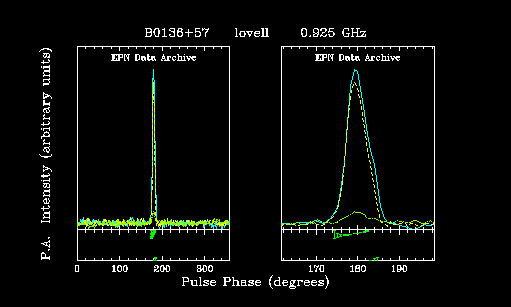 B0136+57 lovell 0.925 GHz
EPN Data Archive EPN Data Archive
P.A. Intensity (arbitrary units)
0 100 200 300 170 180 190
Pulse Phase (degrees)